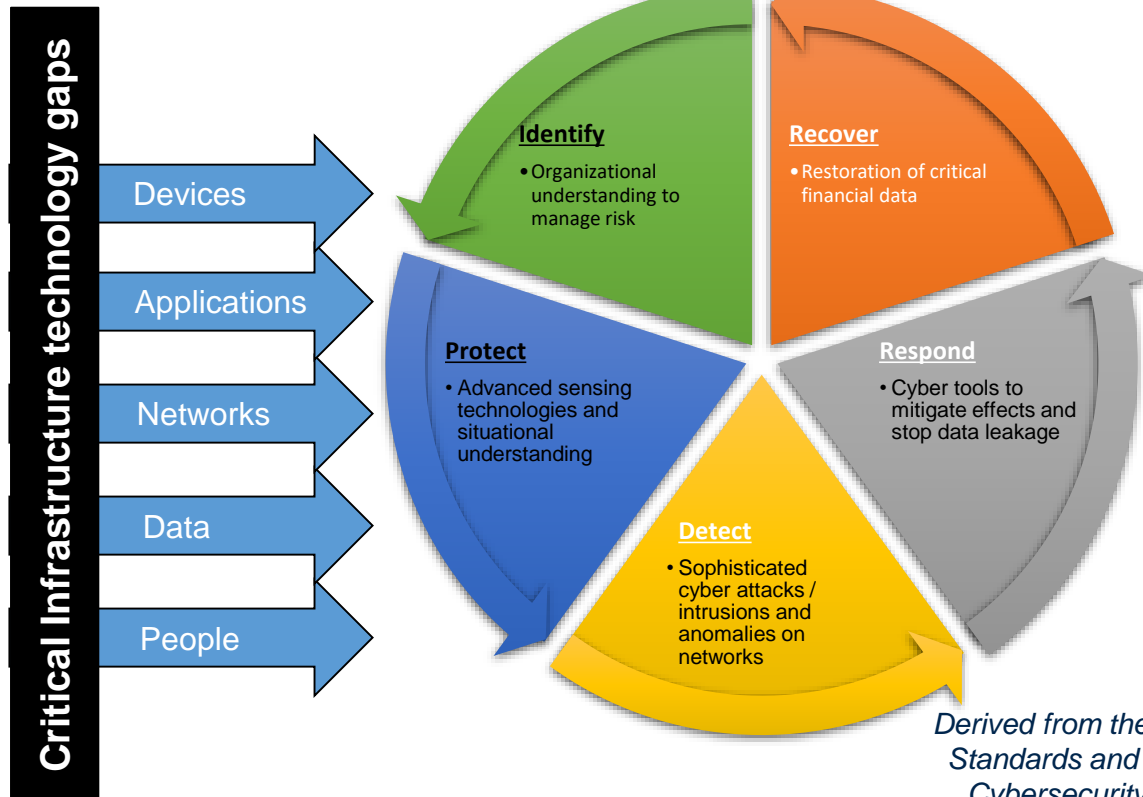 Critical Infrastructure technology gaps
Devices
Applications
Networks
Data
People
Identify
• Organizational
understanding to
manage risk
Recover
• Restoration of critical
financial data
Protect
• Advanced sensing
technologies and
situational
understanding
Respond
• Cyber tools to
mitigate effects and
stop data leakage
Detect
• Sophisticated
cyber attacks /
intrusions and
anomalies on
networks
Derived from the
Standards and
Cybersecurity